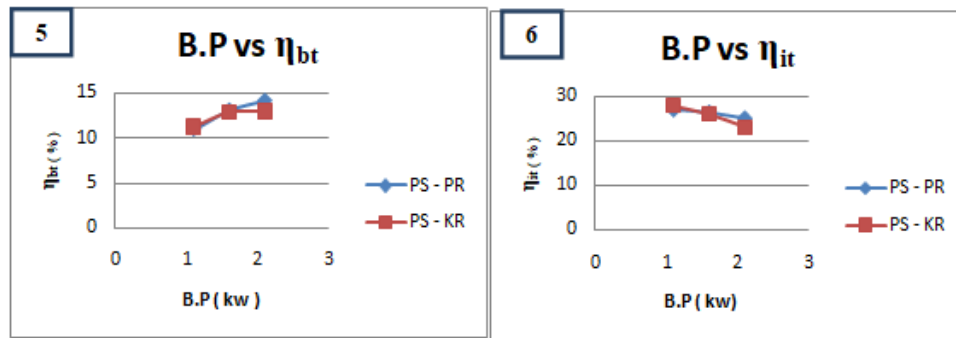 5
B.P vs ηbt
15
10
5
0
ηbt ( % )
0 1 2 3
B.P ( kw )
PS - PR
PS - KR
6
B.P vs ηit
30
20
10
0
ηit ( %)
0 1 2 3
B.P ( kw)
PS - PR
PS - KR